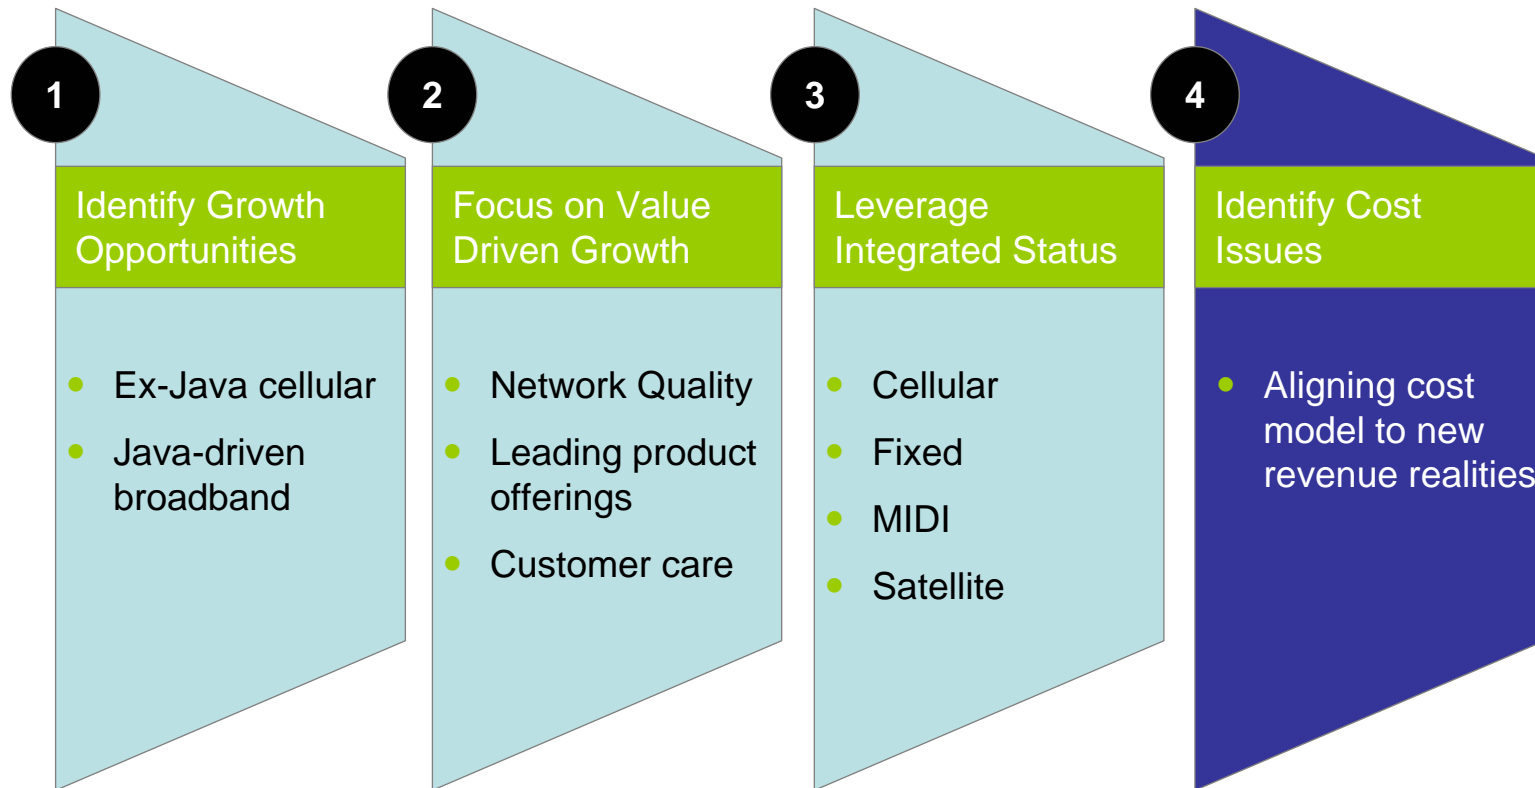 1
Identify Growth
Opportunities
• Ex-Java cellular
• Java-driven
broadband
2
Focus on Value
Driven Growth
• Network Quality
• Leading product
offerings
• Customer care
3
Leverage
Integrated Status
• Cellular
• Fixed
• MIDI
• Satellite
4
Identify Cost
Issues
• Aligning cost
model to new
revenue realities